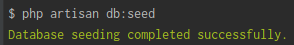 $ php artisan db:seed
Database seeding completed successfully.